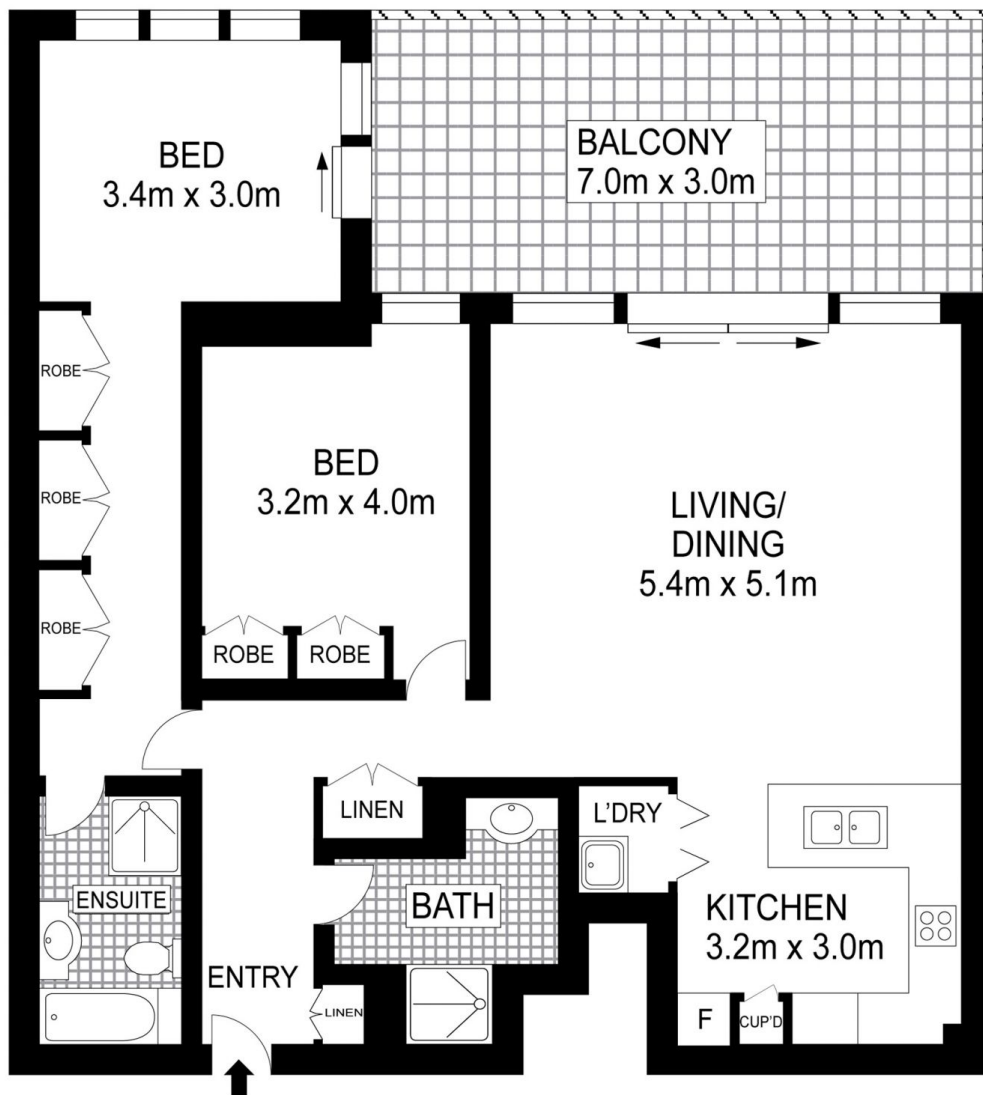 BED
3.4m x 3.0m
BALCONY
7.0m x 3.0m
ROBE
ROBE
ROBE
BED
3.2m x 4.0m
ROBE
ROBE
LIVING/
DINING
5.4m x 5.1m
LINEN
L'DRY
ENSUITE
BATH
KITCHEN
3.2m x 3.0m
ENTRY
LINEN
F
CUP'D